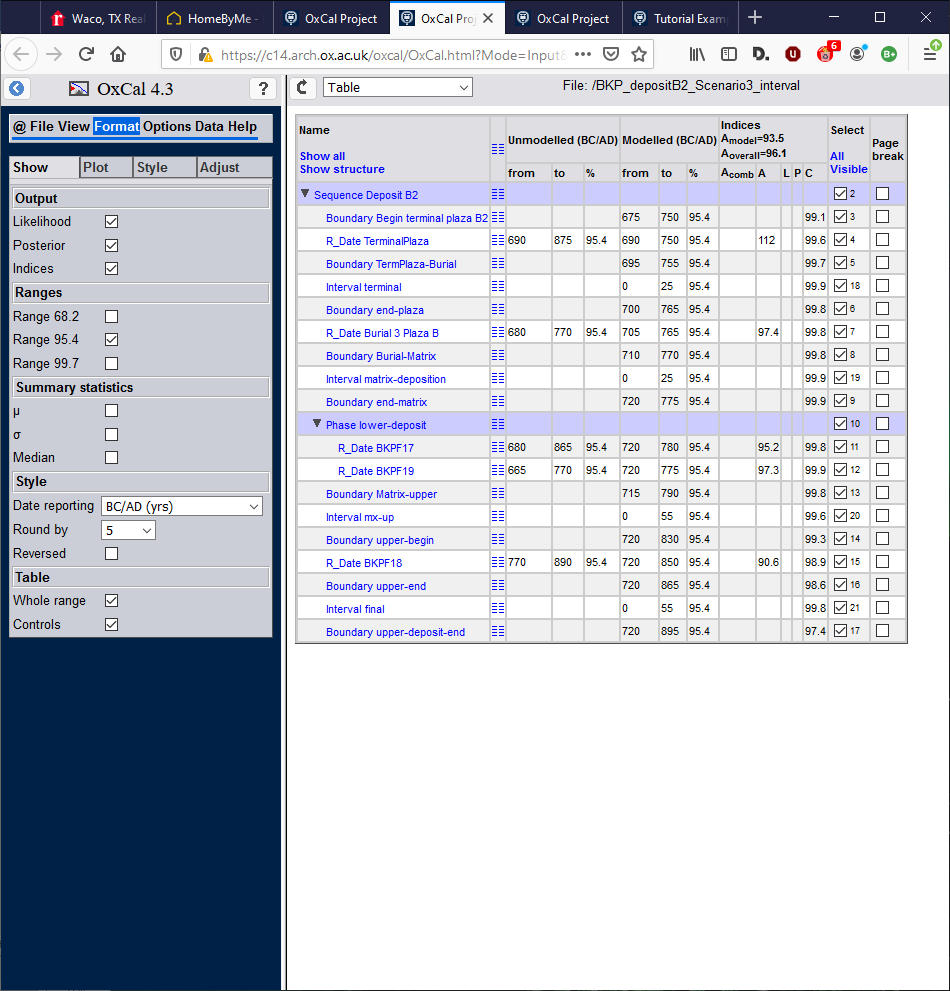 Waco, TX Real
HomeByMe -
OxCal Project
OxCal Proj
OxCal Project
Tutorial Examp
https://c14.arch.ox.ac.uk/oxcal/OxCal.html?Mode=Input&
D.
6
B+
OxCal 4.3
?
Table
File: /BKP_depositB2_Scenario3_interval
@ File View Format Options Data Help
Show Plot Style Adjust
Output
Likelihood
Posterior
Indices
Ranges
Range 68.2
Range 95.4
Range 99.7
Summary statistics
μ
σ
Median
Style
Date reporting BC/AD (yrs)
Round by 5
Reversed
Table
Whole range
Controls
Name
Show all
Show structure
Unmodelled (BC/AD) Modelled (BC/AD)
Indices
Amodel=93.5
Aoverall=96.1
Select
All
Visible
Page
break
from to % from to % Acomb A L P C
Sequence Deposit B2 2
Boundary Begin terminal plaza B2 675 750 95.4 99.1 3
R_Date TerminalPlaza 690 875 95.4 690 750 95.4 112 99.6 4
Boundary TermPlaza-Burial 695 755 95.4 99.7 5
Interval terminal 0 25 95.4 99.9 18
Boundary end-plaza 700 765 95.4 99.8 6
R_Date Burial 3 Plaza B 680 770 95.4 705 765 95.4 97.4 99.8 7
Boundary Burial-Matrix 710 770 95.4 99.8 8
Interval matrix-deposition 0 25 95.4 99.9 19
Boundary end-matrix 720 775 95.4 99.9 9
Phase lower-deposit 10
R_Date BKPF17 680 865 95.4 720 780 95.4 95.2 99.8 11
R_Date BKPF19 665 770 95.4 720 775 95.4 97.3 99.9 12
Boundary Matrix-upper 715 790 95.4 99.8 13
Interval mx-up 0 55 95.4 99.6 20
Boundary upper-begin 720 830 95.4 99.3 14
R_Date BKPF18 770 890 95.4 720 850 95.4 90.6 98.9 15
Boundary upper-end 720 865 95.4 98.6 16
Interval final 0 55 95.4 99.8 21
Boundary upper-deposit-end 720 895 95.4 97.4 17